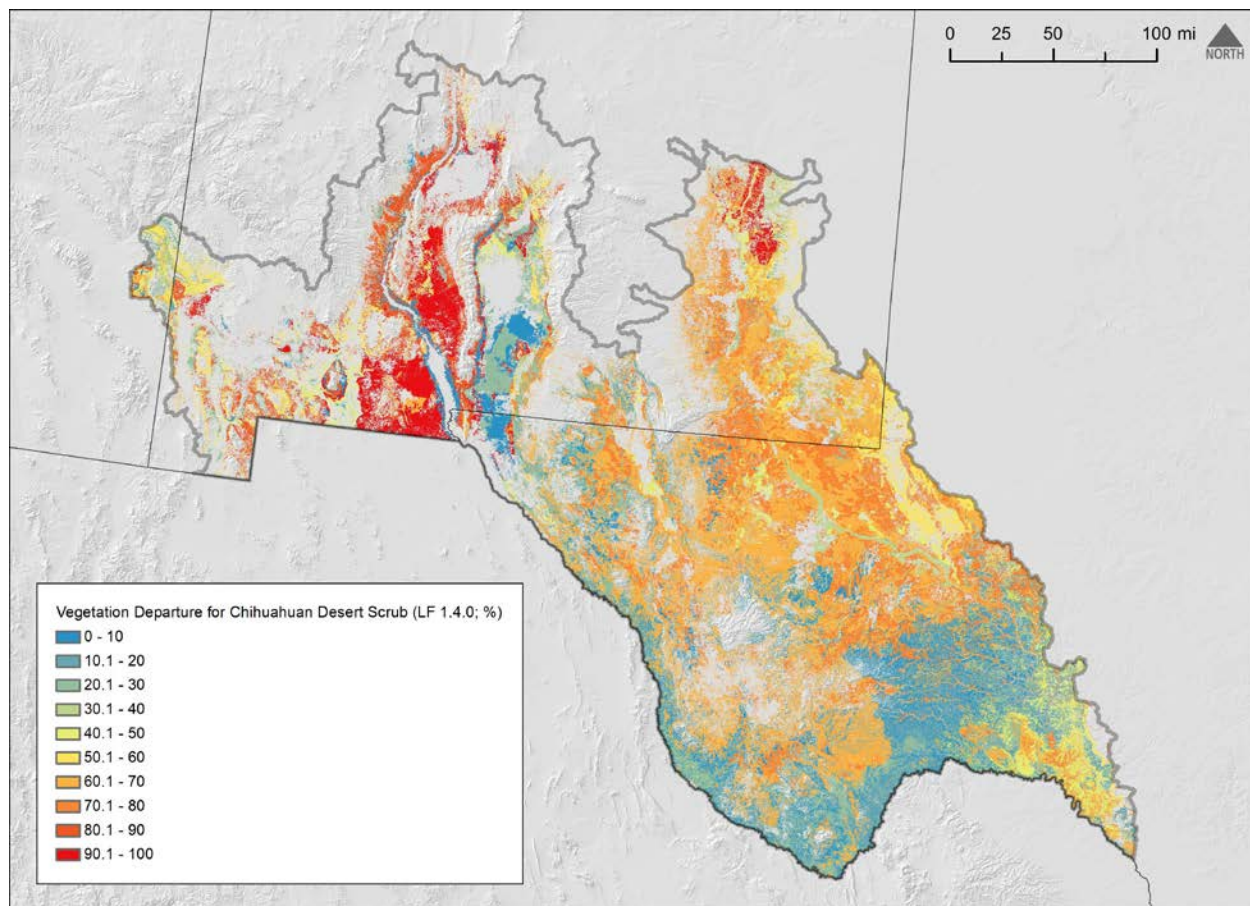 0 25 50 100 mi
NORTH
Vegetation Departure for Chihuahuan Desert Scrub (LF 1.4.0; %)
0 - 10
10.1 - 20
20.1 - 30
30.1 - 40
40.1 - 50
50.1 - 60
60.1 - 70
70.1 - 80
80.1 - 90
90.1 - 100